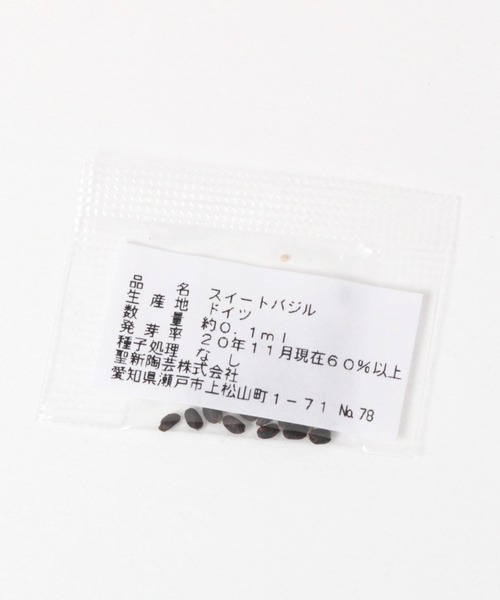 品名 スイートバジル
生産地 ドイツ
数量 約0.1ml
発芽率 20年11月現在60%以上
種子処理 なし
聖新陶芸株式会社
愛知県瀬戸市上松山町1-71 No.78